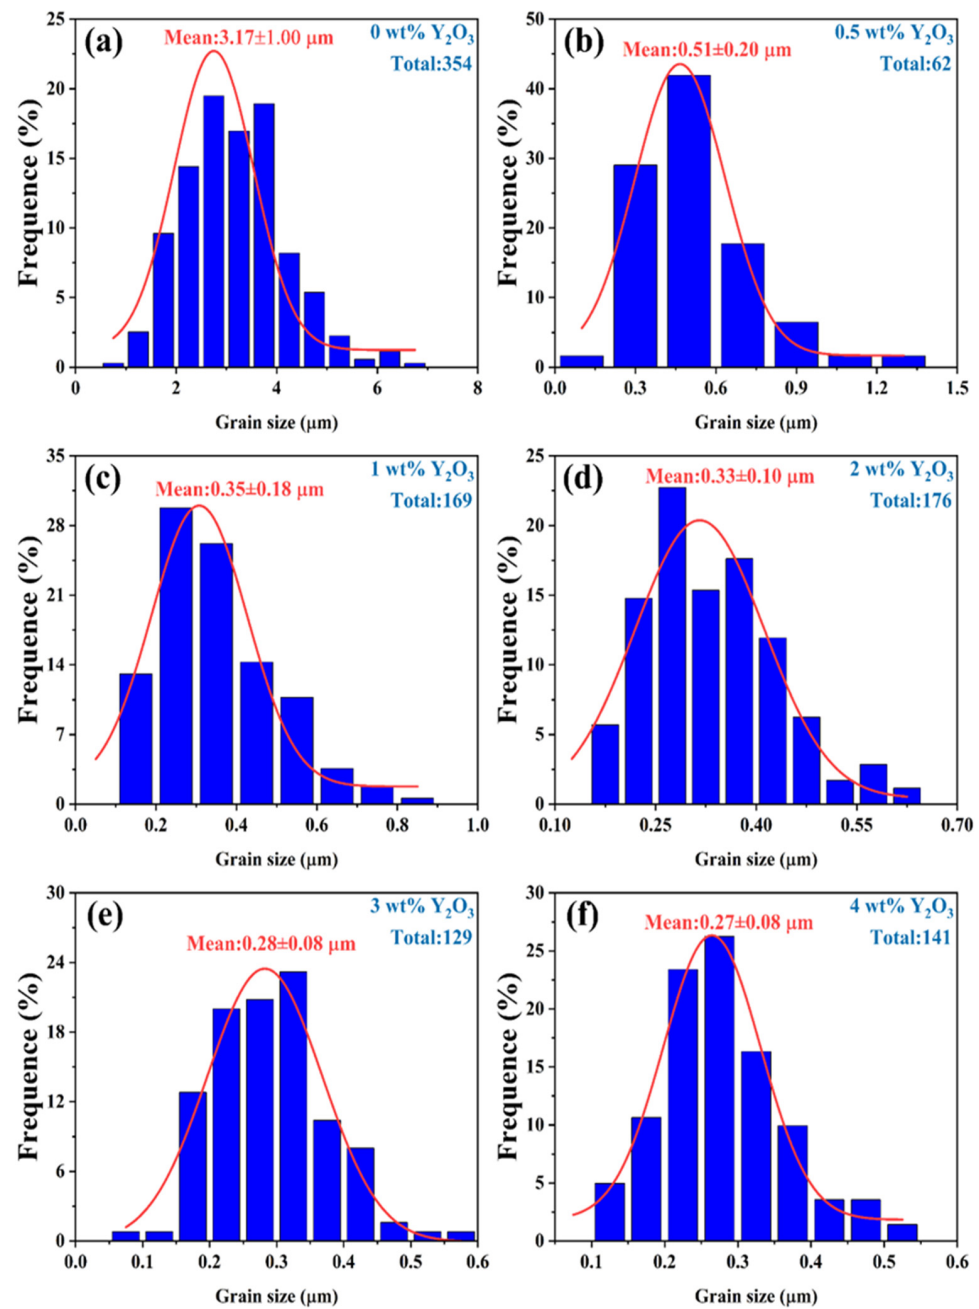 (a)
Mean:3.17±1.00 μm
0 wt% Y₂O₃
Total:354
Frequence (%)
25
20
15
10
5
0
0 2 4 6 8
Grain size (μm)
(b)
Mean:0.51±0.20 μm
0.5 wt% Y₂O₃
Total:62
Frequence (%)
50
40
30
20
10
0
0.0 0.3 0.6 0.9 1.2 1.5
Grain size (μm)
(c)
Mean:0.35±0.18 μm
1 wt% Y₂O₃
Total:169
Frequence (%)
35
28
21
14
7
0
0.0 0.2 0.4 0.6 0.8 1.0
Grain size (μm)
(d)
Mean:0.33±0.10 μm
2 wt% Y₂O₃
Total:176
Frequence (%)
25
20
15
10
5
0
0.10 0.25 0.40 0.55 0.70
Grain size (μm)
(e)
Mean:0.28±0.08 μm
3 wt% Y₂O₃
Total:129
Frequence (%)
30
24
18
12
6
0
0.0 0.1 0.2 0.3 0.4 0.5 0.6
Grain size (μm)
(f)
Mean:0.27±0.08 μm
4 wt% Y₂O₃
Total:141
Frequence (%)
30
25
20
15
10
5
0
0.1 0.2 0.3 0.4 0.5 0.6
Grain size (μm)